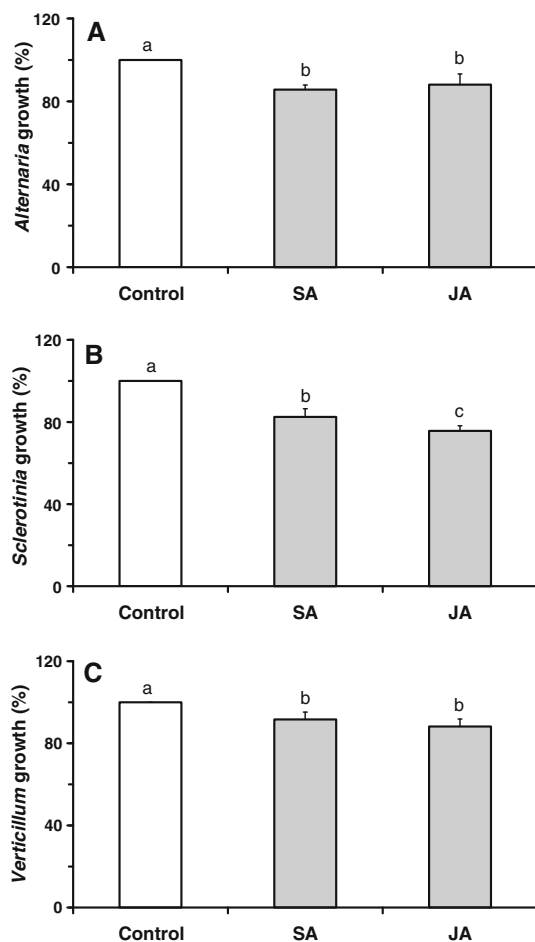 A
Alternaria growth (%)
120
80
40
0
a
b
b
Control SA JA
B
Sclerotinia growth (%)
120
80
40
0
a
b
c
Control SA JA
C
Verticillum growth (%)
120
80
40
0
a
b
b
Control SA JA